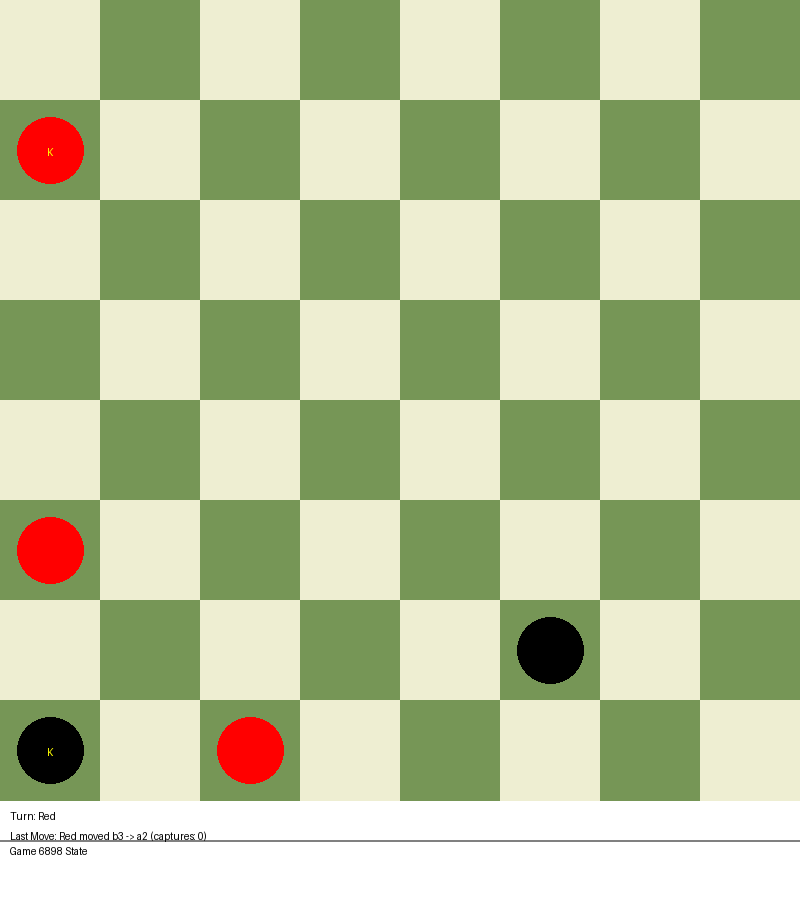 K
K
Turn: Red
Last Move: Red moved b3 -> a2 (captures: 0)
Game 6898 State